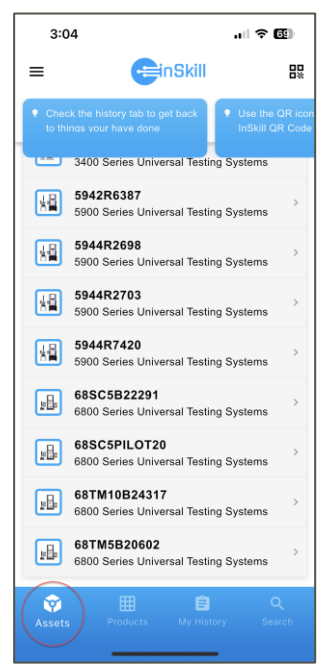 3:04
69
inSkill
Check the history tab to get back
to things your have done
Use the QR icon
InSkill QR Code
3400 Series Universal Testing Systems
5942R6387
5900 Series Universal Testing Systems
5944R2698
5900 Series Universal Testing Systems
5944R2703
5900 Series Universal Testing Systems
5944R7420
5900 Series Universal Testing Systems
68SC5B22291
6800 Series Universal Testing Systems
68SC5PILOT20
6800 Series Universal Testing Systems
68TM10B24317
6800 Series Universal Testing Systems
68TM5B20602
6800 Series Universal Testing Systems
Assets
Products
My History
Search